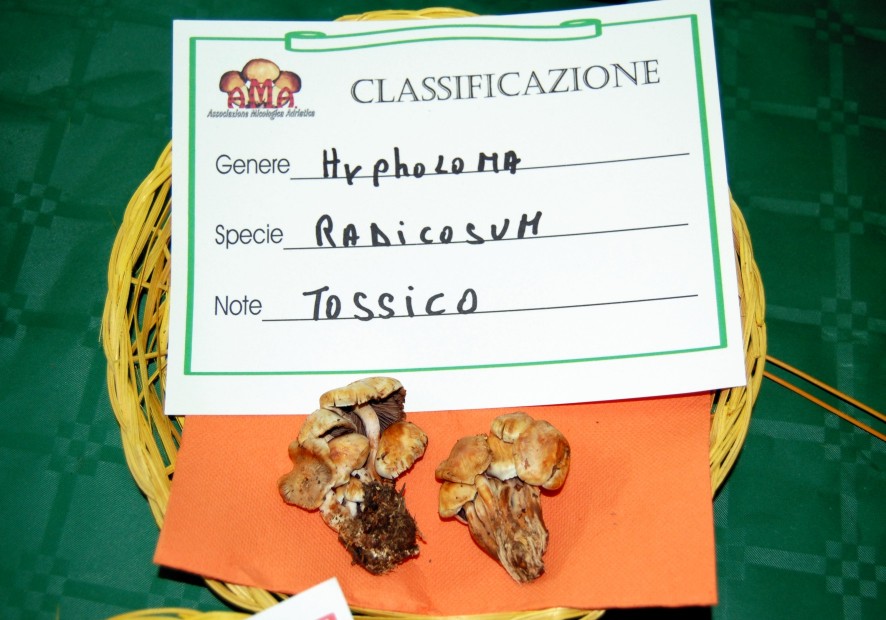 AMA
Associazione Micologica Adriatica
CLASSIFICAZIONE
Genere HypholoMA
Specie RADiCOSUM
Note TOSSiCO